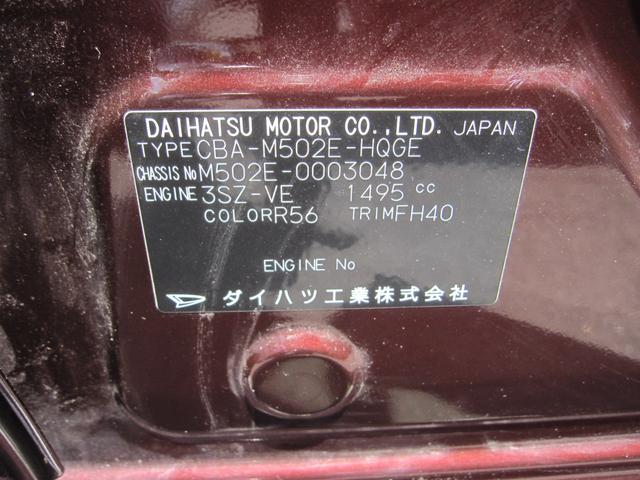 DAIHATSU MOTOR CO.,LTD. JAPAN
TYPE CBA-M502E-HQGE
CHASSIS No M502E-0003048
ENGINE 3SZ-VE 1495 cc
COLOR R56 TRIM FH40
ENGINE No
ダイハツ工業株式会社